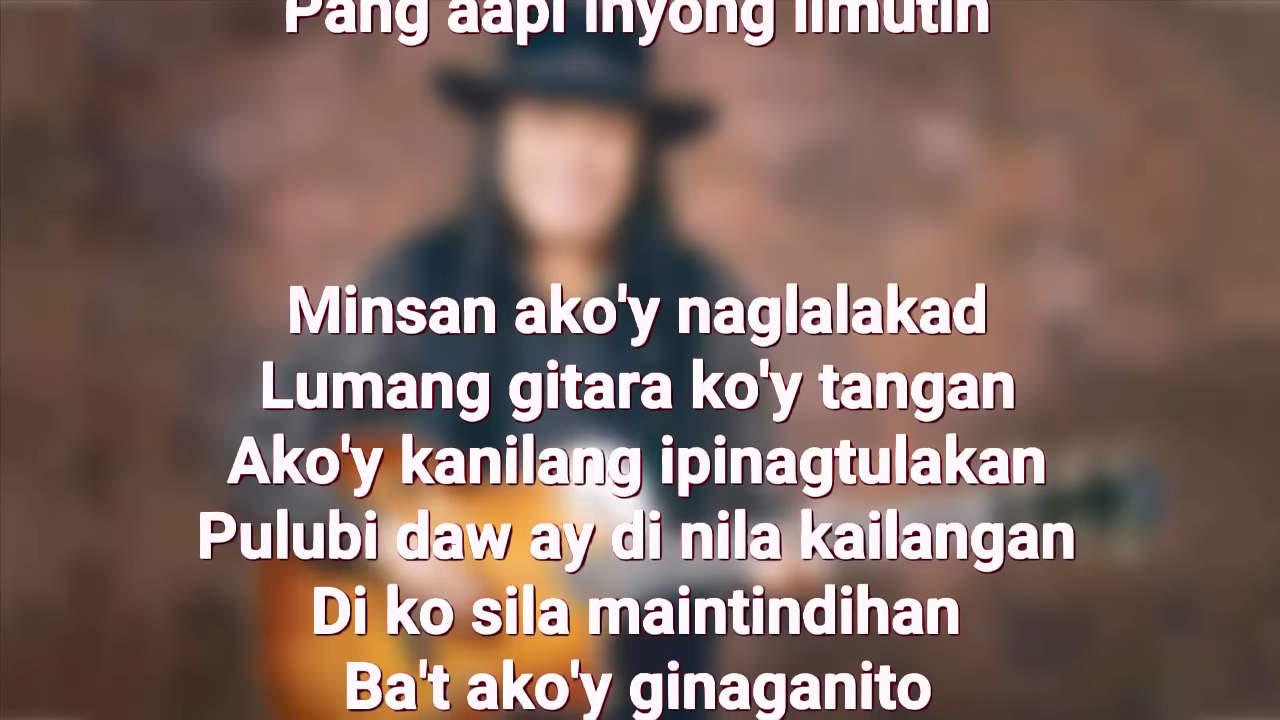 Pang aapi inyong limutin
Minsan ako'y naglalakad
Lumang gitara ko'y tangan
Ako'y kanilang ipinagtulakan
Pulubi daw ay di nila kailangan
Di ko sila maintindihan
Ba't ako'y ginaganito